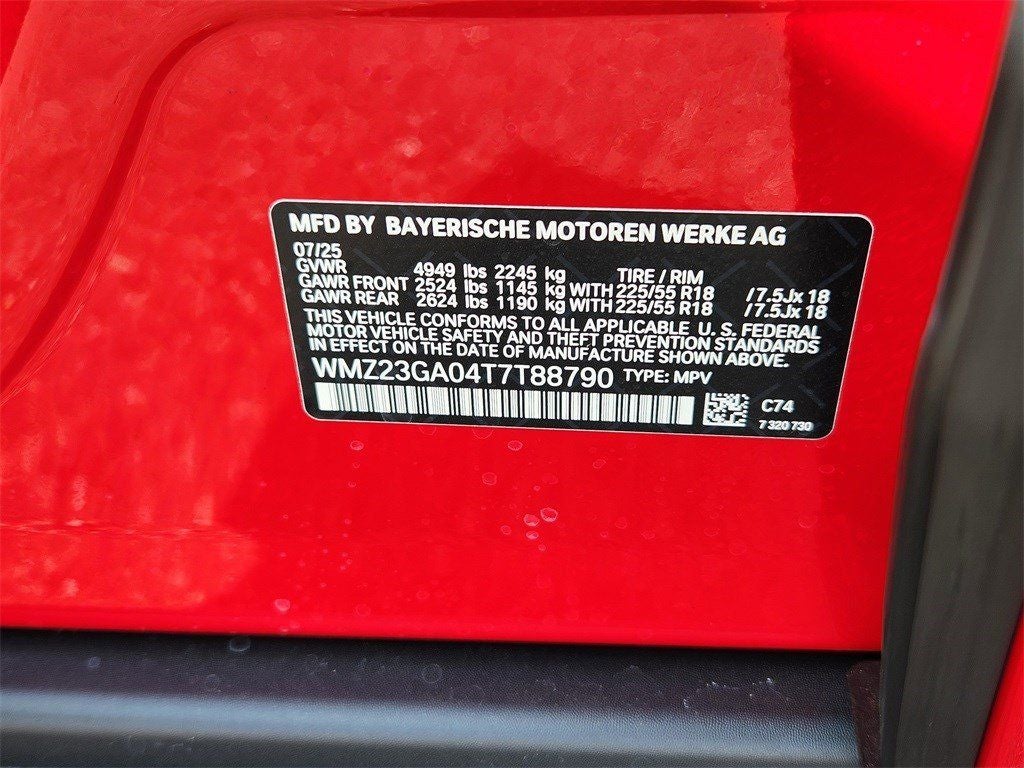 MFD BY BAYERISCHE MOTOREN WERKE AG
07/25
GVWR 4949 lbs 2245 kg TIRE / RIM
GAWR FRONT 2524 lbs 1145 kg WITH 225/55 R18 /7.5Jx 18
GAWR REAR 2624 lbs 1190 kg WITH 225/55 R18 /7.5Jx 18
THIS VEHICLE CONFORMS TO ALL APPLICABLE U. S. FEDERAL
MOTOR VEHICLE SAFETY AND THEFT PREVENTION STANDARDS
IN EFFECT ON THE DATE OF MANUFACTURE SHOWN ABOVE.
WMZ23GA04T7T88790 TYPE: MPV
C74
7 320 730